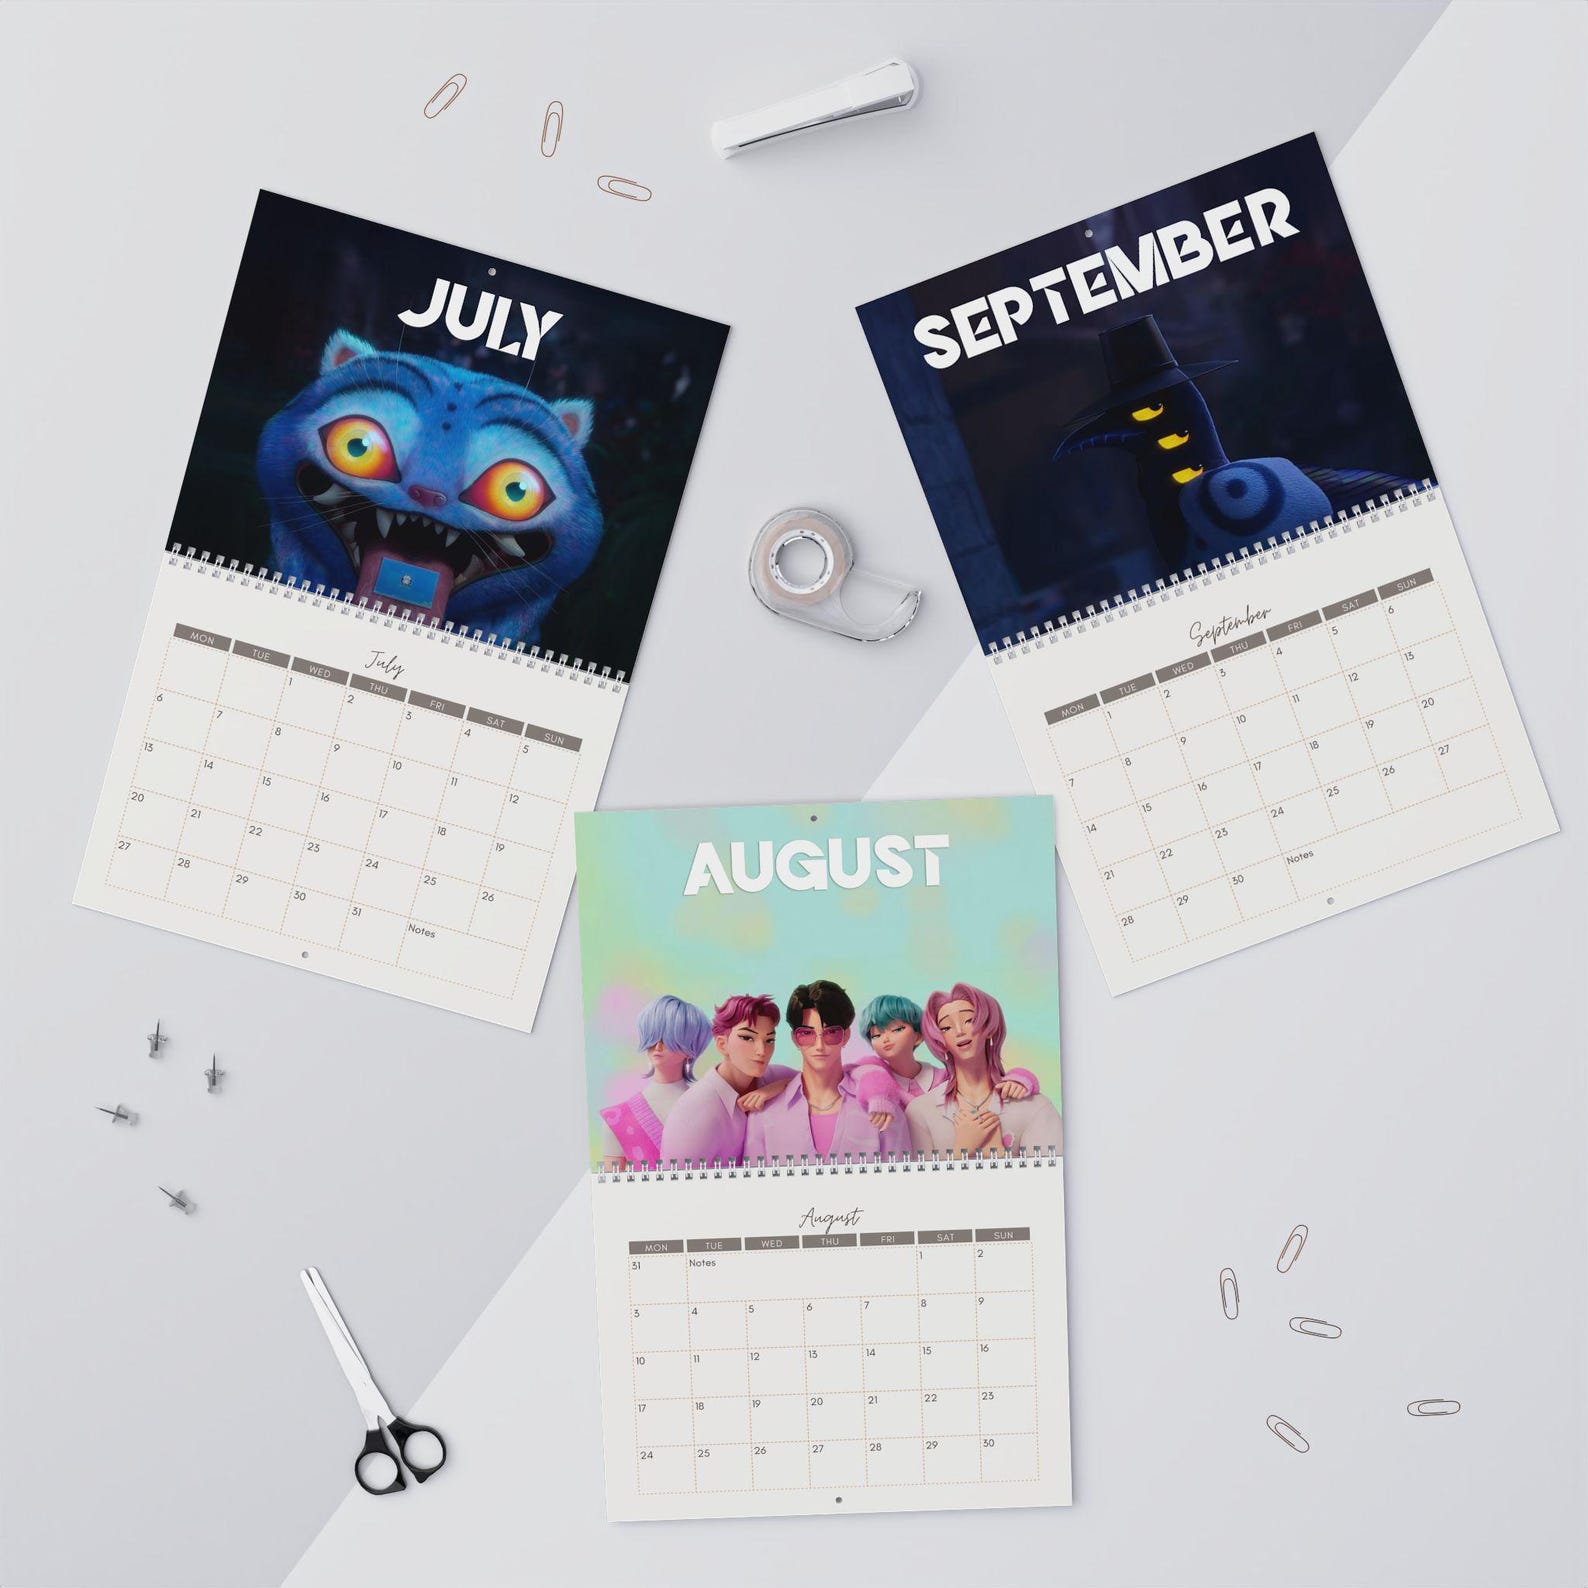 JULY
July
MON TUE WED THU FRI SAT SUN
1 2 3 4 5
6 7 8 9 10 11 12
13 14 15 16 17 18 19
20 21 22 23 24 25 26
27 28 29 30 31 Notes
SEPTEMBER
September
MON TUE WED THU FRI SAT SUN
1 2 3 4 5 6
7 8 9 10 11 12 13
14 15 16 17 18 19 20
21 22 23 24 25 26 27
28 29 30 Notes
AUGUST
August
MON TUE WED THU FRI SAT SUN
31 Notes 1 2
3 4 5 6 7 8 9
10 11 12 13 14 15 16
17 18 19 20 21 22 23
24 25 26 27 28 29 30